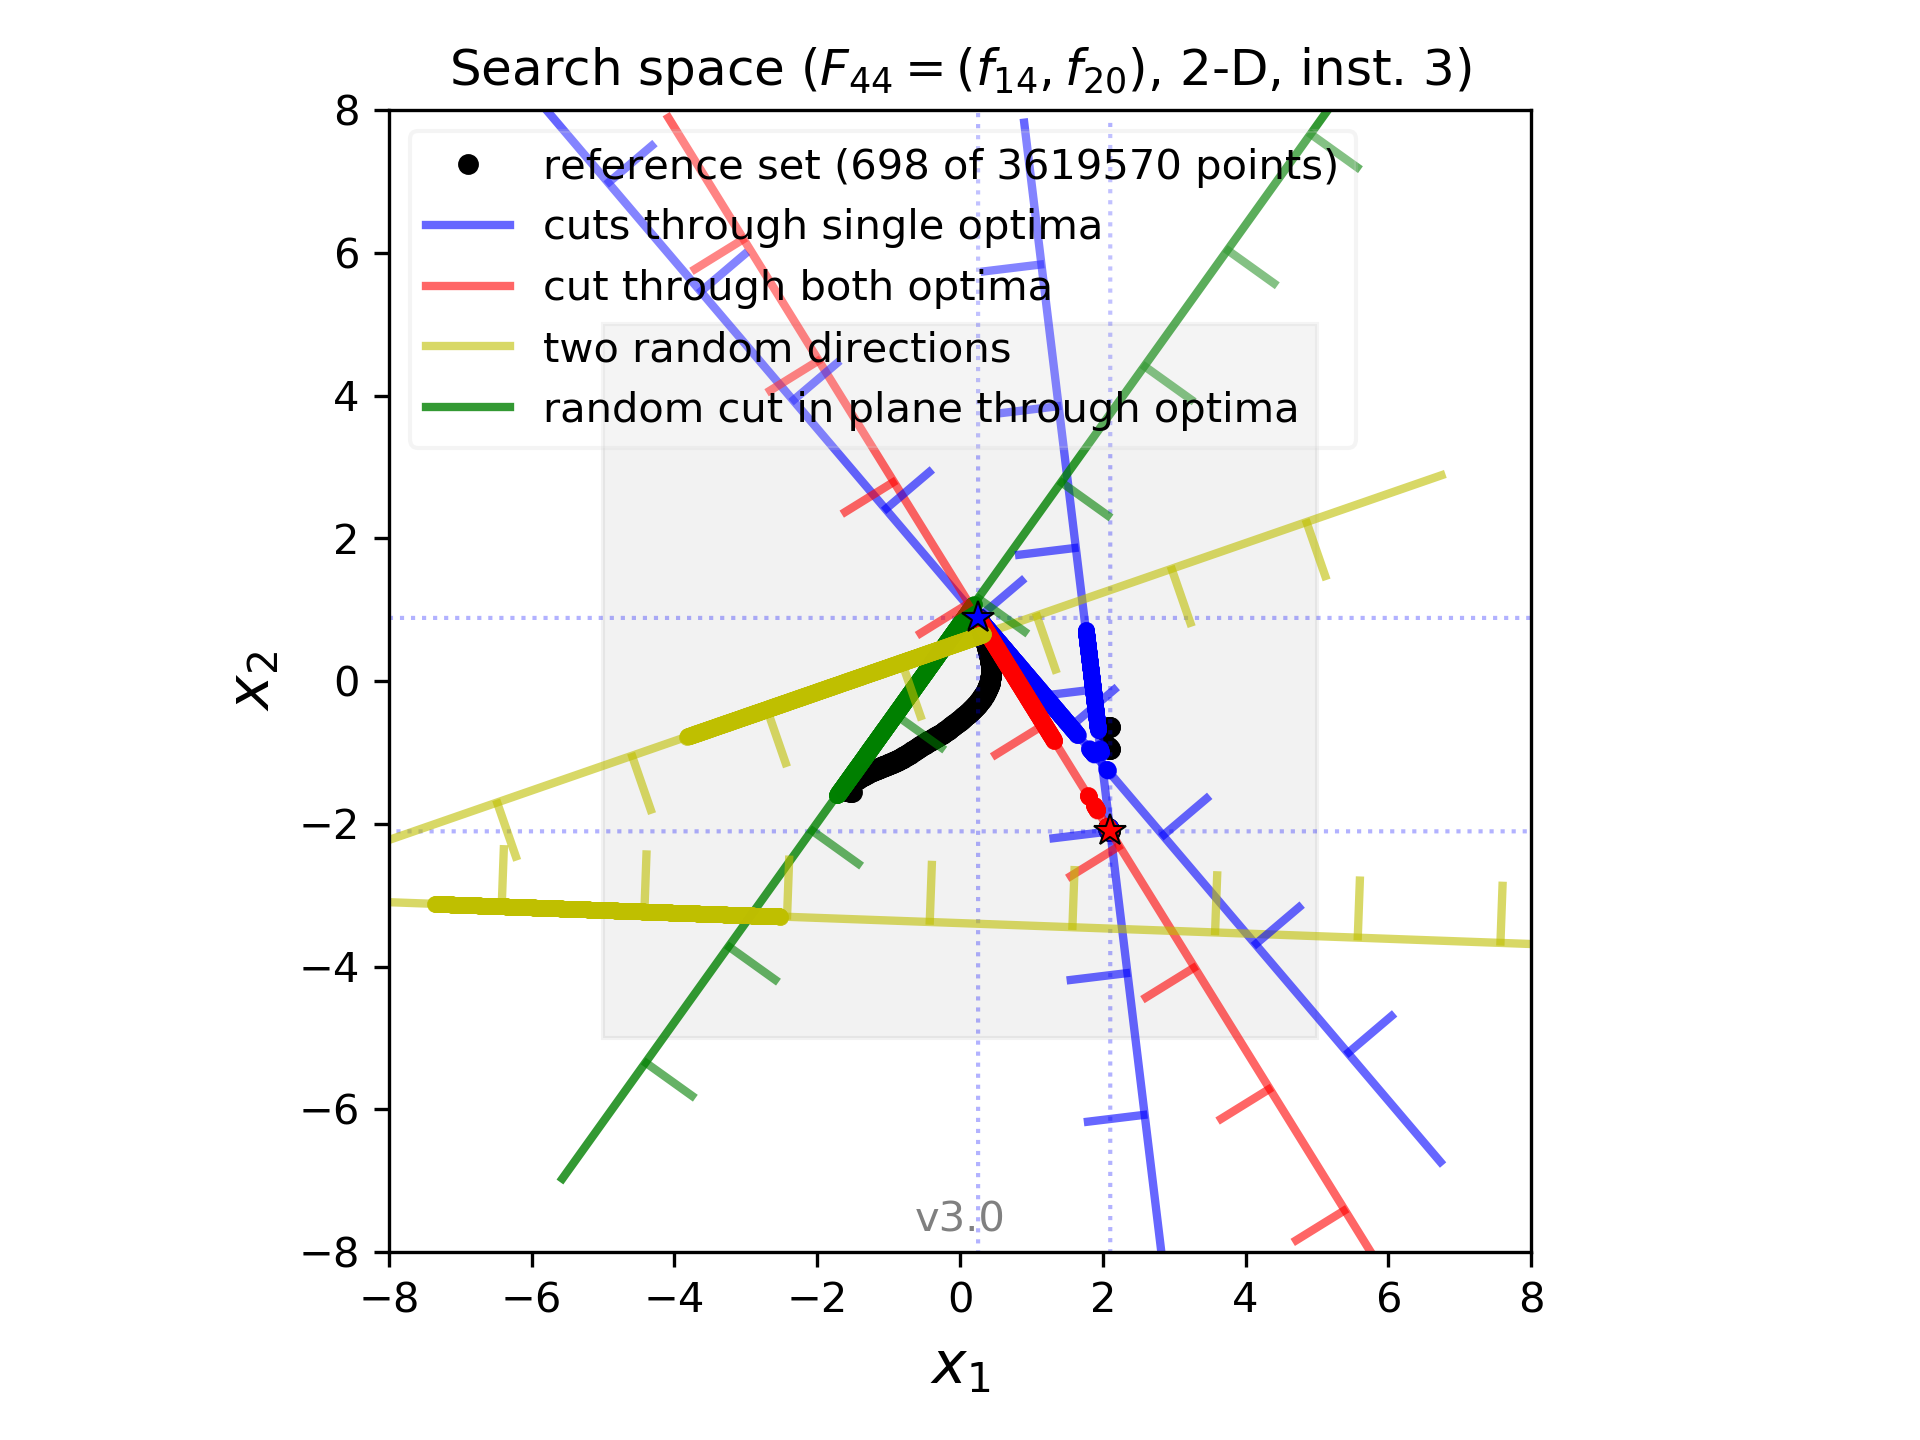 Search space (F44 = (f14, f20), 2-D, inst. 3)
reference set (698 of 3619570 points)
cuts through single optima
cut through both optima
two random directions
random cut in plane through optima
8
6
4
2
0
−2
−4
−6
−8
x2
v3.0
−8 −6 −4 −2 0 2 4 6 8
x1